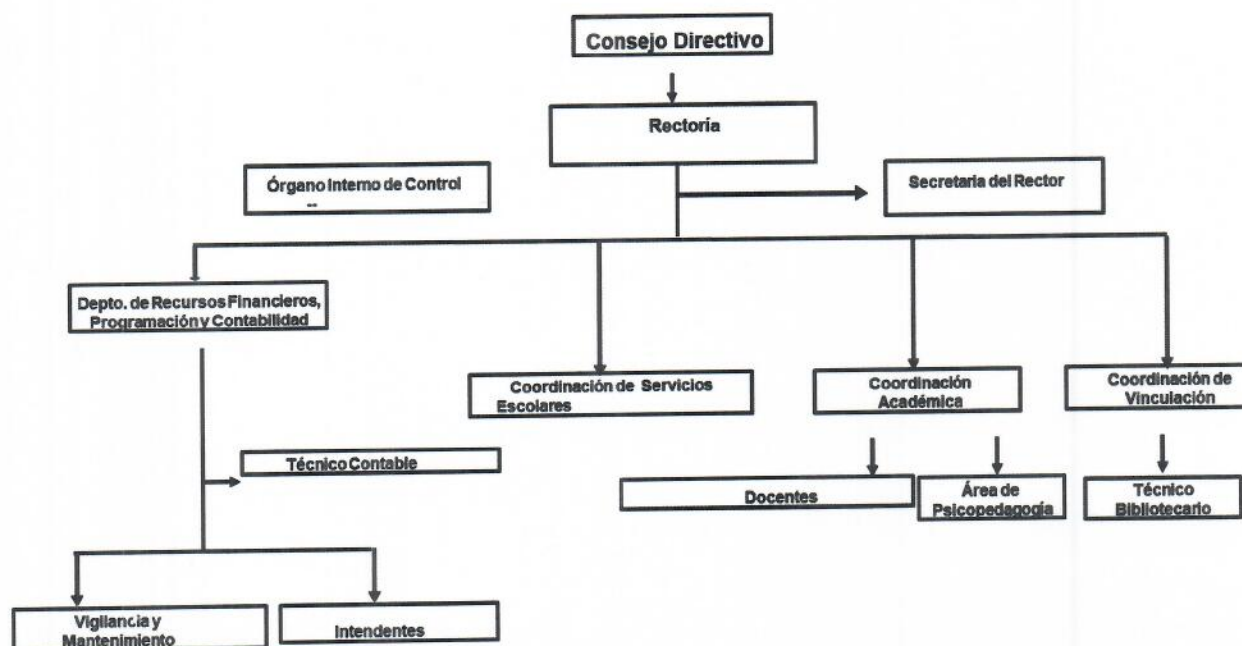 Consejo Directivo
Rectoría
Órgano Interno de Control
--
Secretaria del Rector
Depto. de Recursos Financieros,
Programación y Contabilidad
Coordinación de Servicios
Escolares
Coordinación
Académica
Coordinación de
Vinculación
Técnico Contable
Docentes
Área de
Psicopedagogía
Técnico
Bibliotecario
Vigilancia y
Mantenimiento
Intendentes